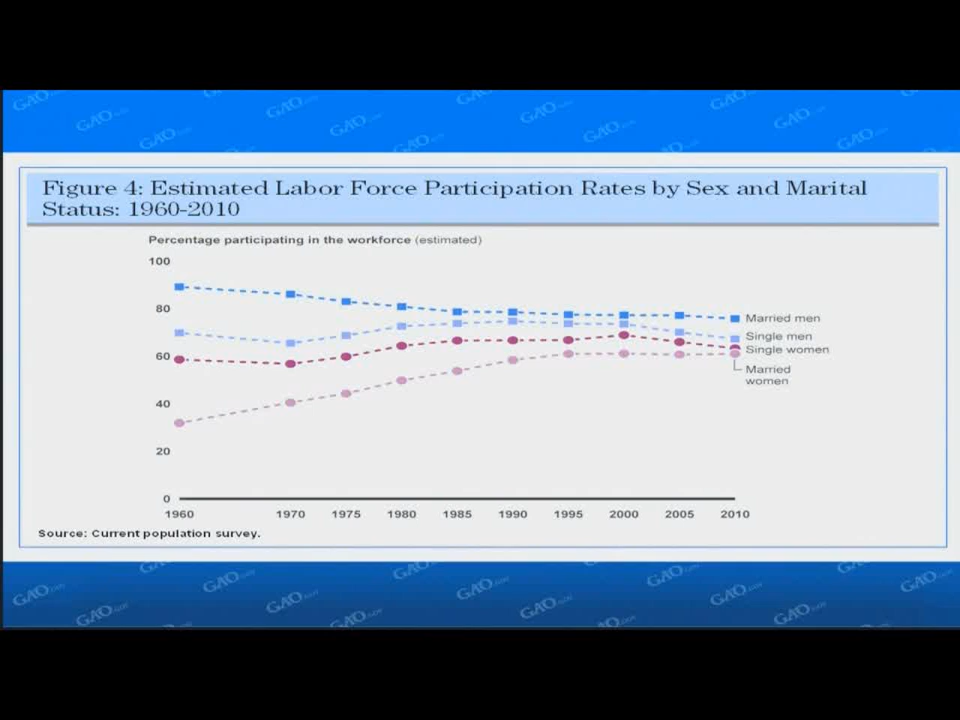 Figure 4: Estimated Labor Force Participation Rates by Sex and Marital
Status: 1960-2010
Percentage participating in the workforce (estimated)
100
80
60
40
20
0
Married men
Single men
Single women
Married
women
1960 1970 1975 1980 1985 1990 1995 2000 2005 2010
Source: Current population survey.
GAO